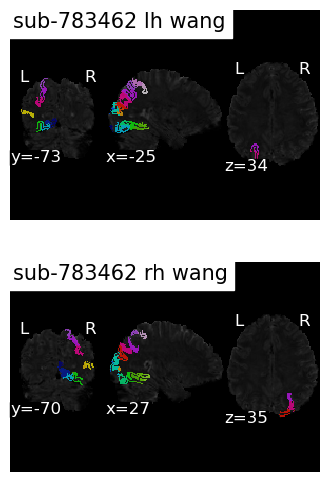 sub-783462 lh wang
L R
L R
y=-73 x=-25 z=34
sub-783462 rh wang
L R
L R
y=-70 x=27 z=35